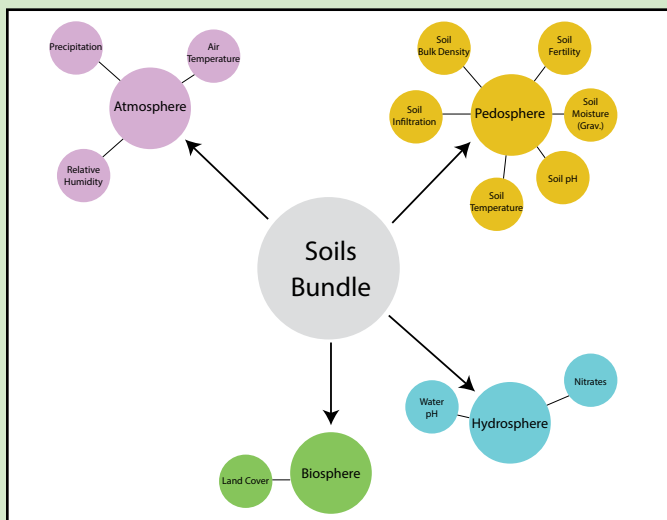 Precipitation
Air
Temperature
Atmosphere
Relative
Humidity
Soil
Bulk Density
Soil
Fertility
Pedosphere
Soil
Infiltration
Soil
Moisture
(Grav.)
Soil pH
Soil
Temperature
Soils
Bundle
Nitrates
Water
pH
Hydrosphere
Land Cover
Biosphere